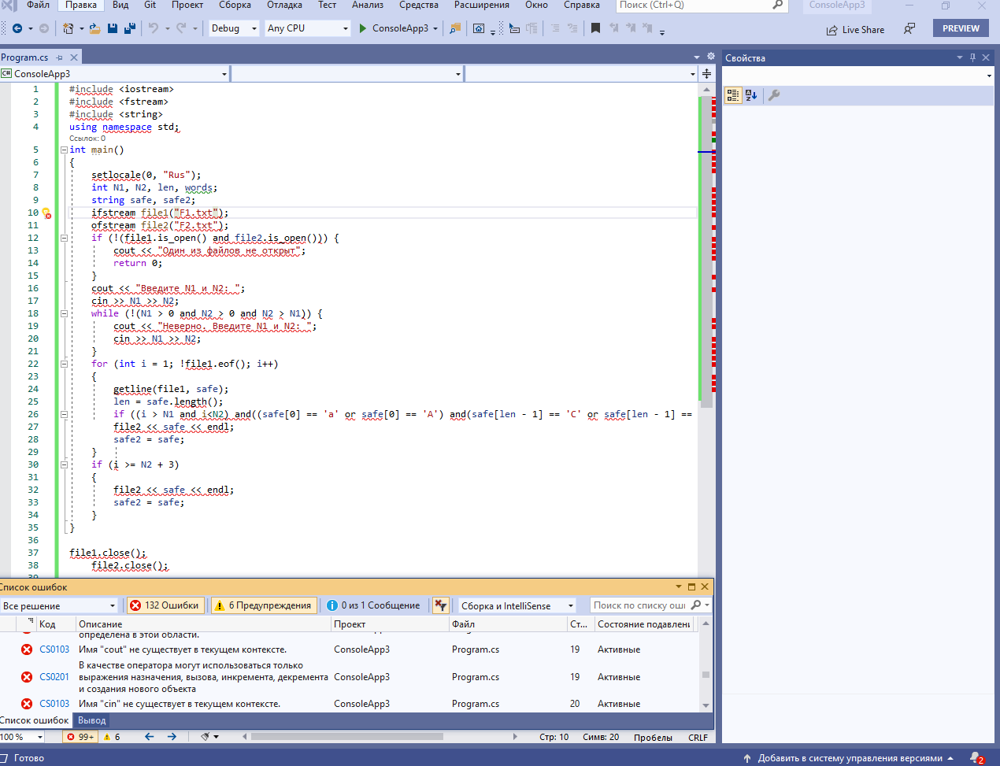 Файл Правка Вид Git Проект Сборка Отладка Тест Анализ Средства Расширения Окно Справка Поиск (Ctrl+Q) ConsoleApp3
Debug Any CPU ConsoleApp3 Live Share PREVIEW
Program.cs
Свойства
C# ConsoleApp3
1 #include <iostream>
2 #include <fstream>
3 #include <string>
4 using namespace std;
Ссылок: 0
5 int main()
6 {
7 setlocale(0, "Rus");
8 int N1, N2, len, words;
9 string safe, safe2;
10 ifstream file1("F1.txt");
11 ofstream file2("F2.txt");
12 if (!(file1.is_open() and file2.is_open())) {
13 cout << "Один из файлов не открыт";
14 return 0;
15 }
16 cout << "Введите N1 и N2: ";
17 cin >> N1 >> N2;
18 while (!(N1 > 0 and N2 > 0 and N2 > N1)) {
19 cout << "Неверно. Введите N1 и N2: ";
20 cin >> N1 >> N2;
21 }
22 for (int i = 1; !file1.eof(); i++)
23 {
24 getline(file1, safe);
25 len = safe.length();
26 if ((i > N1 and i<N2) and((safe[0] == 'a' or safe[0] == 'A') and(safe[len - 1] == 'C' or safe[len - 1] ==
27 file2 << safe << endl;
28 safe2 = safe;
29 }
30 if (i >= N2 + 3)
31 {
32 file2 << safe << endl;
33 safe2 = safe;
34 }
35 }
36
37 file1.close();
38 file2.close();
39
Список ошибок
Все решение 132 Ошибки 6 Предупреждения 0 из 1 Сообщение Сборка и IntelliSense Поиск по списку оши
Код Описание Проект Файл Ст... Состояние подавлени
определена в этой области.
CS0103 Имя "cout" не существует в текущем контексте. ConsoleApp3 Program.cs 19 Активные
В качестве оператора могут использоваться только
CS0201 выражения назначения, вызова, инкремента, декремента ConsoleApp3 Program.cs 19 Активные
и создания нового объекта
CS0103 Имя "cin" не существует в текущем контексте. ConsoleApp3 Program.cs 20 Активные
Список ошибок Вывод
100 % 99+ 6 Стр: 10 Симв: 20 Пробелы CRLF
Готово Добавить в систему управления версиями 2